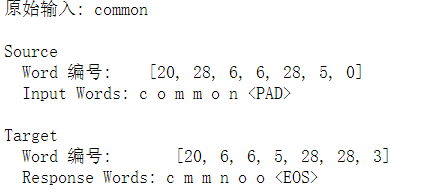 原始输入: common
Source
Word 编号: [20, 28, 6, 6, 28, 5, 0]
Input Words: c o m m o n <PAD>
Target
Word 编号: [20, 6, 6, 5, 28, 28, 3]
Response Words: c m m n o o <EOS>